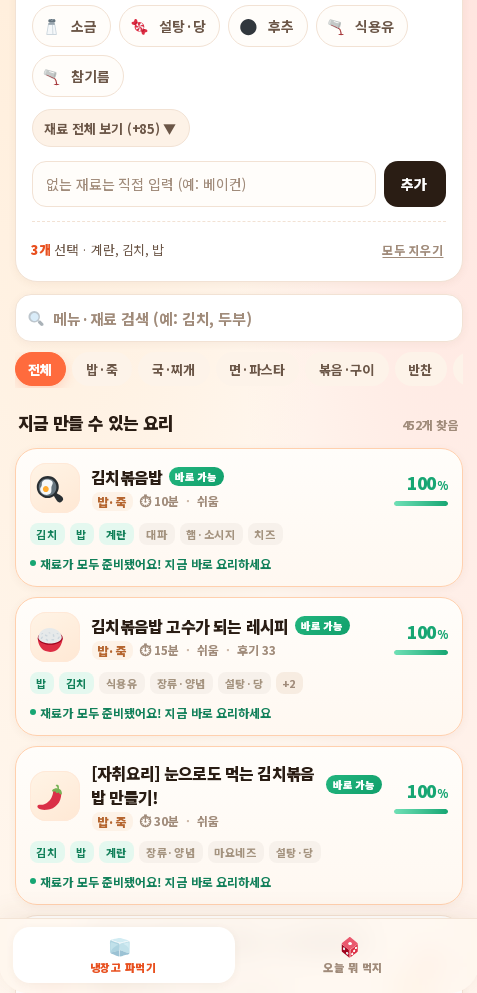 소금
설탕·당
후추
식용유
참기름
재료 전체 보기 (+85) ▼
없는 재료는 직접 입력 (예: 베이컨)
추가
3개 선택 · 계란, 김치, 밥
모두 지우기
메뉴·재료 검색 (예: 김치, 두부)
전체
밥·죽
국·찌개
면·파스타
볶음·구이
반찬
지금 만들 수 있는 요리
452개 찾음
김치볶음밥
바로 가능
100%
밥·죽
10분 · 쉬움
김치
밥
계란
대파
햄·소시지
치즈
재료가 모두 준비됐어요! 지금 바로 요리하세요
김치볶음밥 고수가 되는 레시피
바로 가능
100%
밥·죽
15분 · 쉬움 · 후기 33
밥
김치
식용유
장류·양념
설탕·당
+2
재료가 모두 준비됐어요! 지금 바로 요리하세요
[자취요리] 눈으로도 먹는 김치볶음
밥 만들기!
바로 가능
100%
밥·죽
30분 · 쉬움
김치
밥
계란
장류·양념
마요네즈
설탕·당
재료가 모두 준비됐어요! 지금 바로 요리하세요
냉장고 파먹기
오늘 뭐 먹지